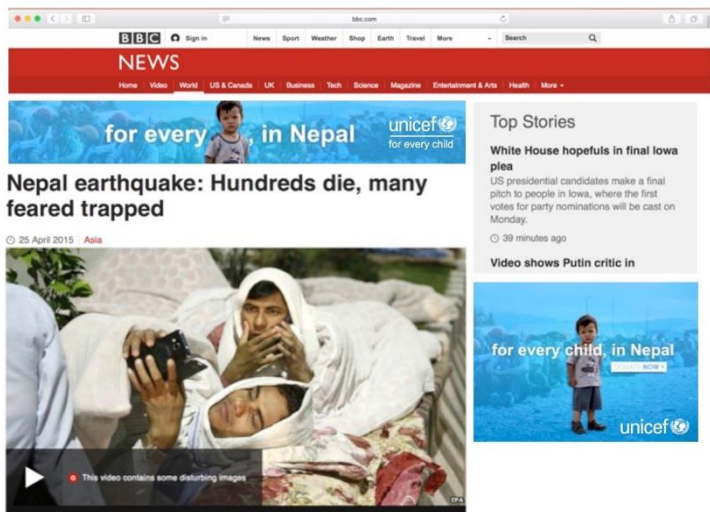 bbc.com
BBC Sign in News Sport Weather Shop Earth Travel More Search
NEWS
Home Video World US & Canada UK Business Tech Science Magazine Entertainment & Arts Health More
for every , in Nepal
unicef
for every child
Nepal earthquake: Hundreds die, many
feared trapped
25 April 2015 Asia
This video contains some disturbing images
EPA
Top Stories
White House hopefuls in final Iowa
plea
US presidential candidates make a final
pitch to people in Iowa, where the first
votes for party nominations will be cast on
Monday.
39 minutes ago
Video shows Putin critic in
for every child, in Nepal
DONATE NOW
unicef